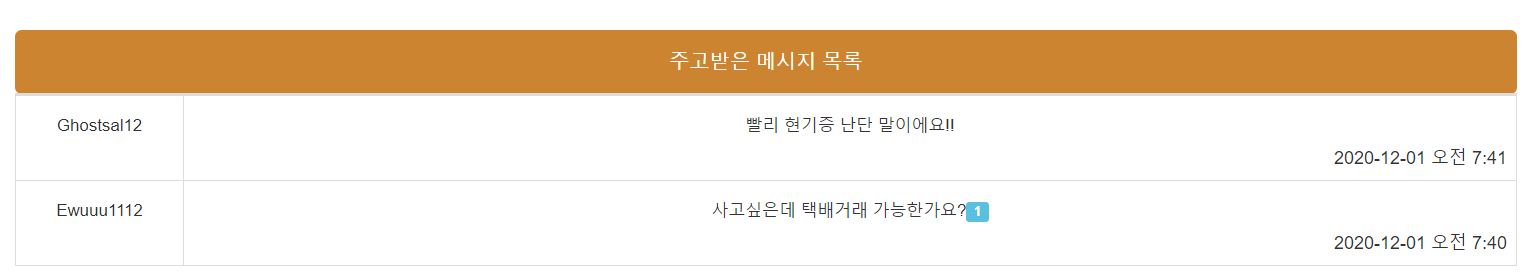 주고받은 메시지 목록
Ghostsal12
빨리 현기증 난단 말이에요!!
2020-12-01 오전 7:41
Ewuuu1112
사고싶은데 택배거래 가능한가요? 1
2020-12-01 오전 7:40